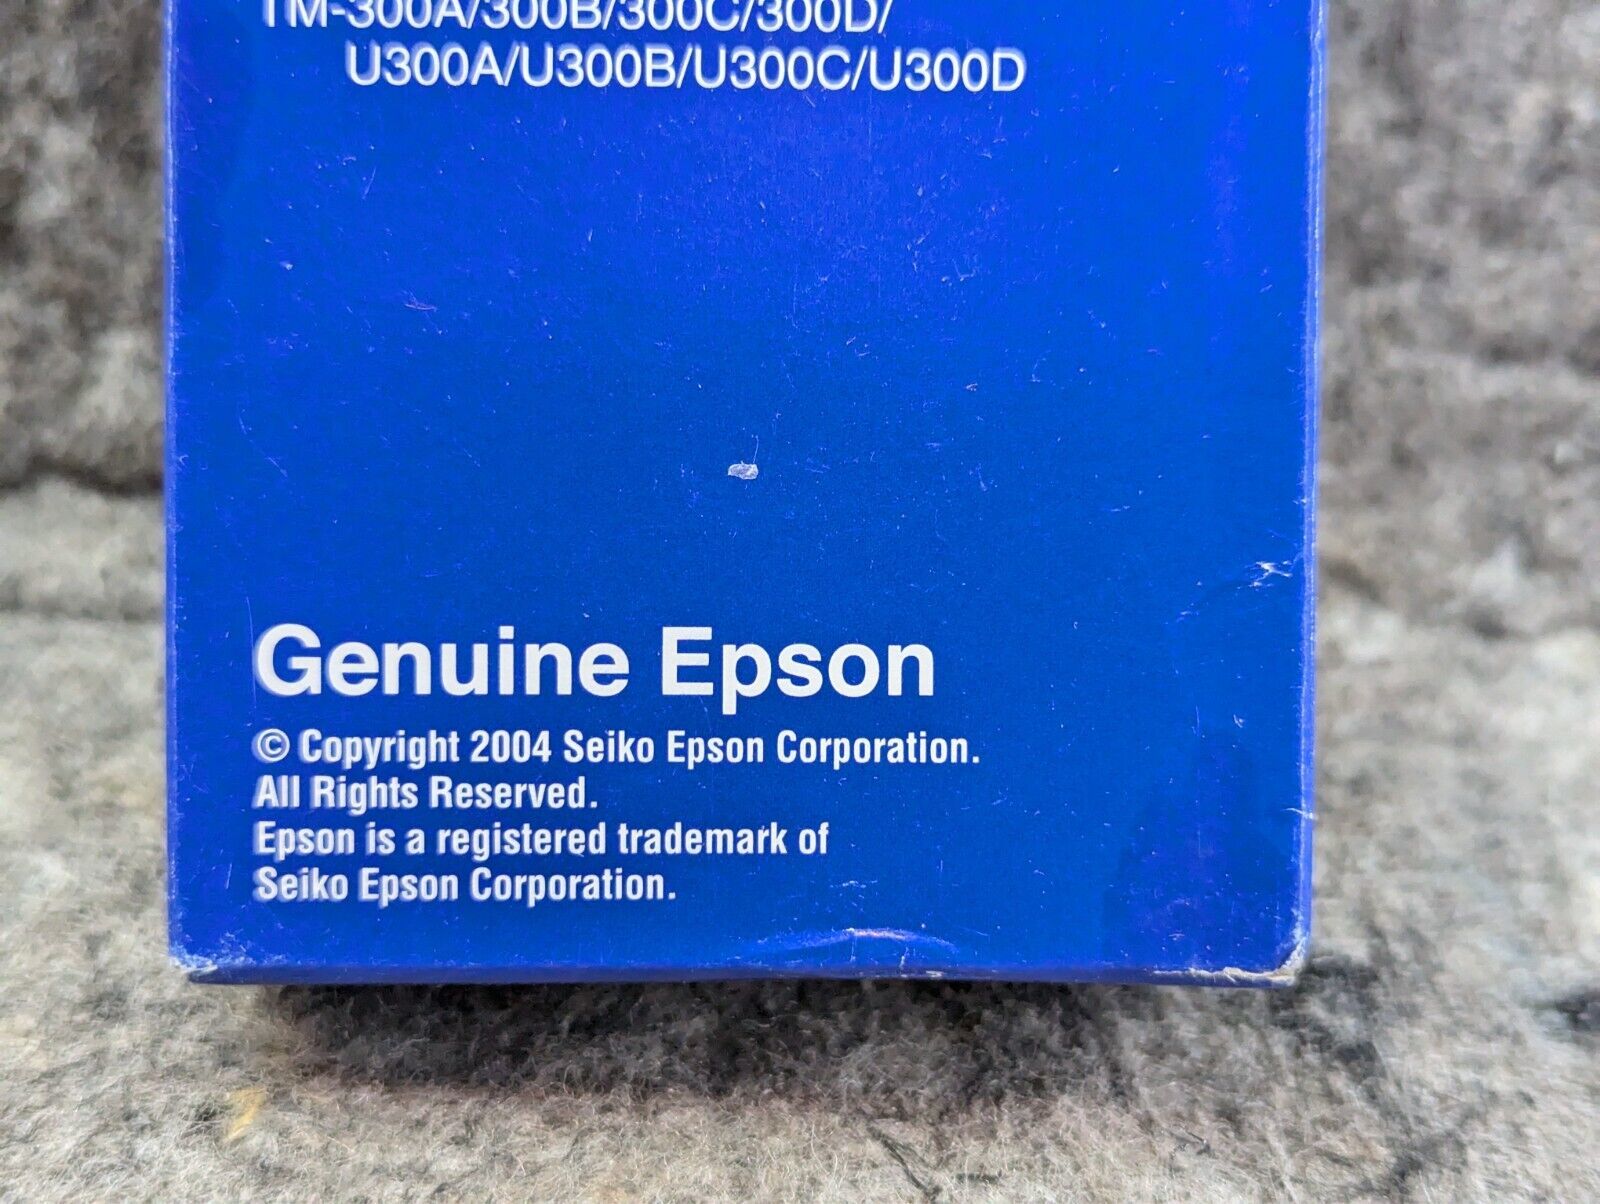 TM-300A/300B/300C/300D/
U300A/U300B/U300C/U300D
Genuine Epson
© Copyright 2004 Seiko Epson Corporation.
All Rights Reserved.
Epson is a registered trademark of
Seiko Epson Corporation.